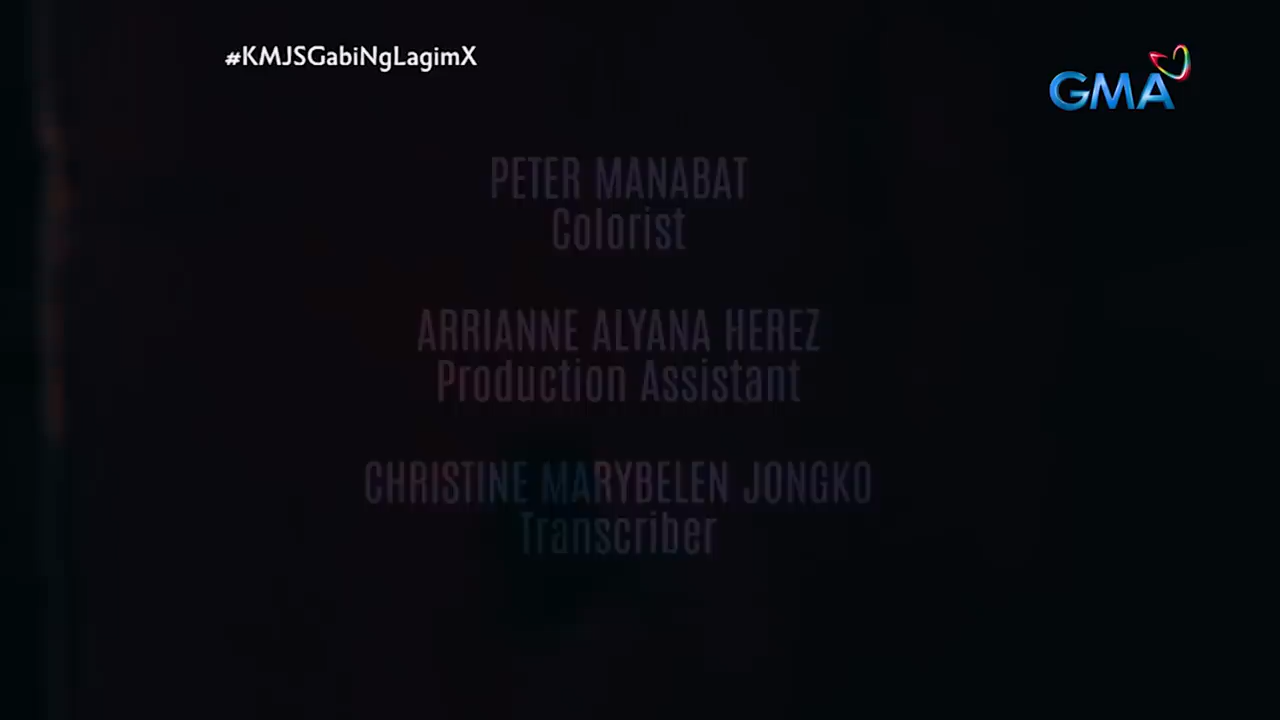 #KMJSGabiNgLagimX
GMA
PETER MANABAT
Colorist
ARRIANNE ALYANA HEREZ
Production Assistant
CHRISTINE MARYBELEN JONGKO
Transcriber